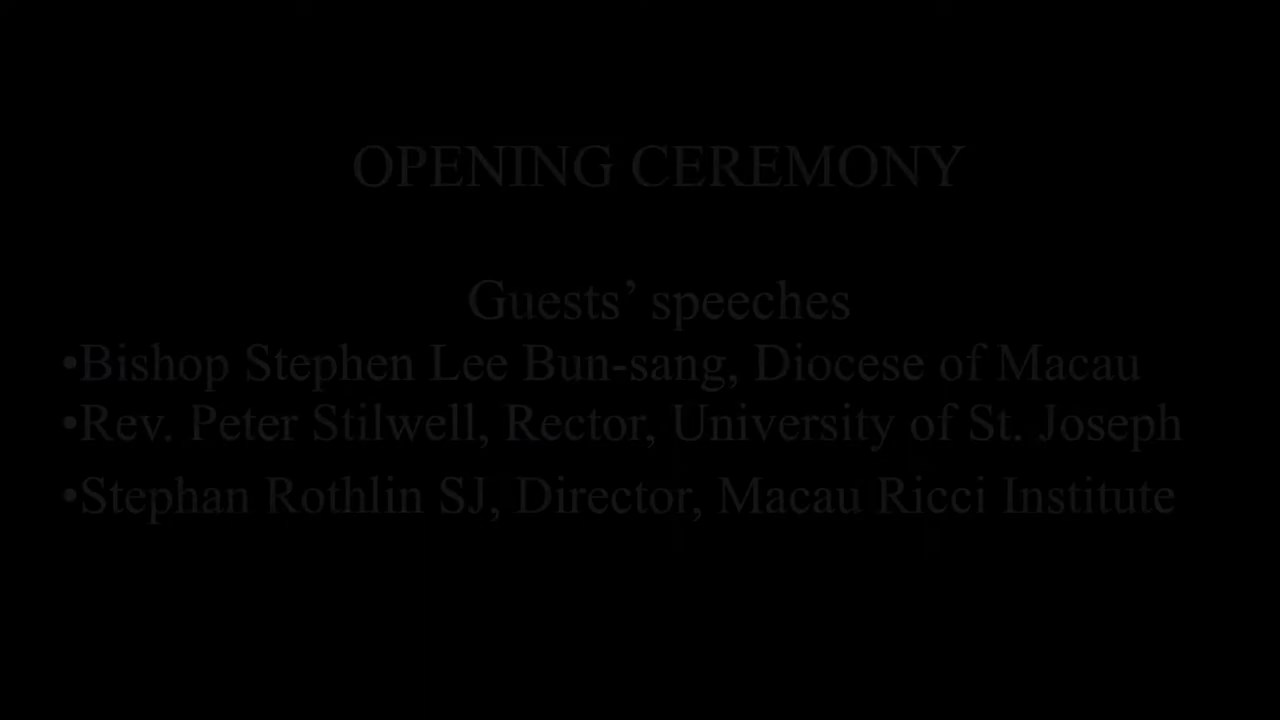 OPENING CEREMONY
Guests’ speeches
•Bishop Stephen Lee Bun-sang, Diocese of Macau
•Rev. Peter Stilwell, Rector, University of St. Joseph
•Stephan Rothlin SJ, Director, Macau Ricci Institute